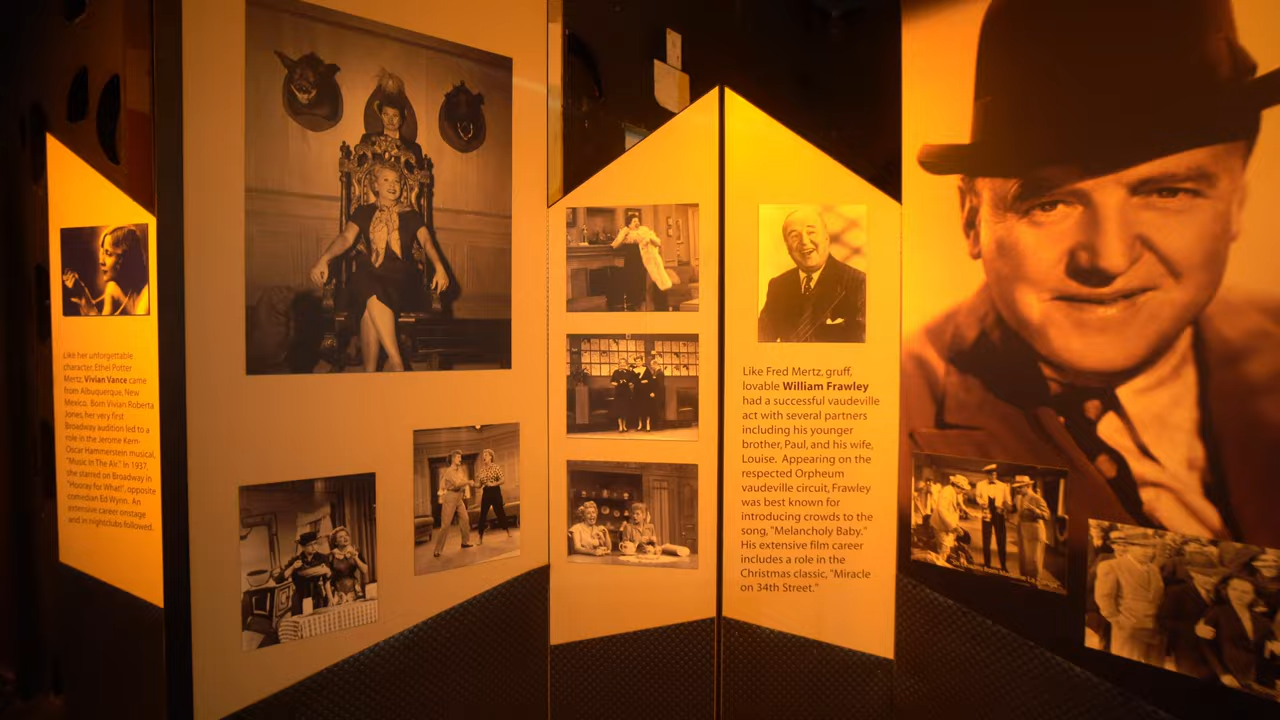 Like her unforgettable
character, Ethel Potter
Mertz, Vivian Vance came
from Albuquerque, New
Mexico. Born Vivian Roberta
Jones, her very first
Broadway audition led to a
role in the Jerome Kern-
Oscar Hammerstein musical,
"Music In The Air." In 1937,
she starred on Broadway in
"Hooray for What!", opposite
comedian Ed Wynn. An
extensive career onstage
and in nightclubs followed.
Like Fred Mertz, gruff,
lovable William Frawley
had a successful vaudeville
act with several partners
including his younger
brother, Paul, and his wife,
Louise. Appearing on the
respected Orpheum
vaudeville circuit, Frawley
was best known for
introducing crowds to the
song, "Melancholy Baby."
His extensive film career
includes a role in the
Christmas classic, "Miracle
on 34th Street."